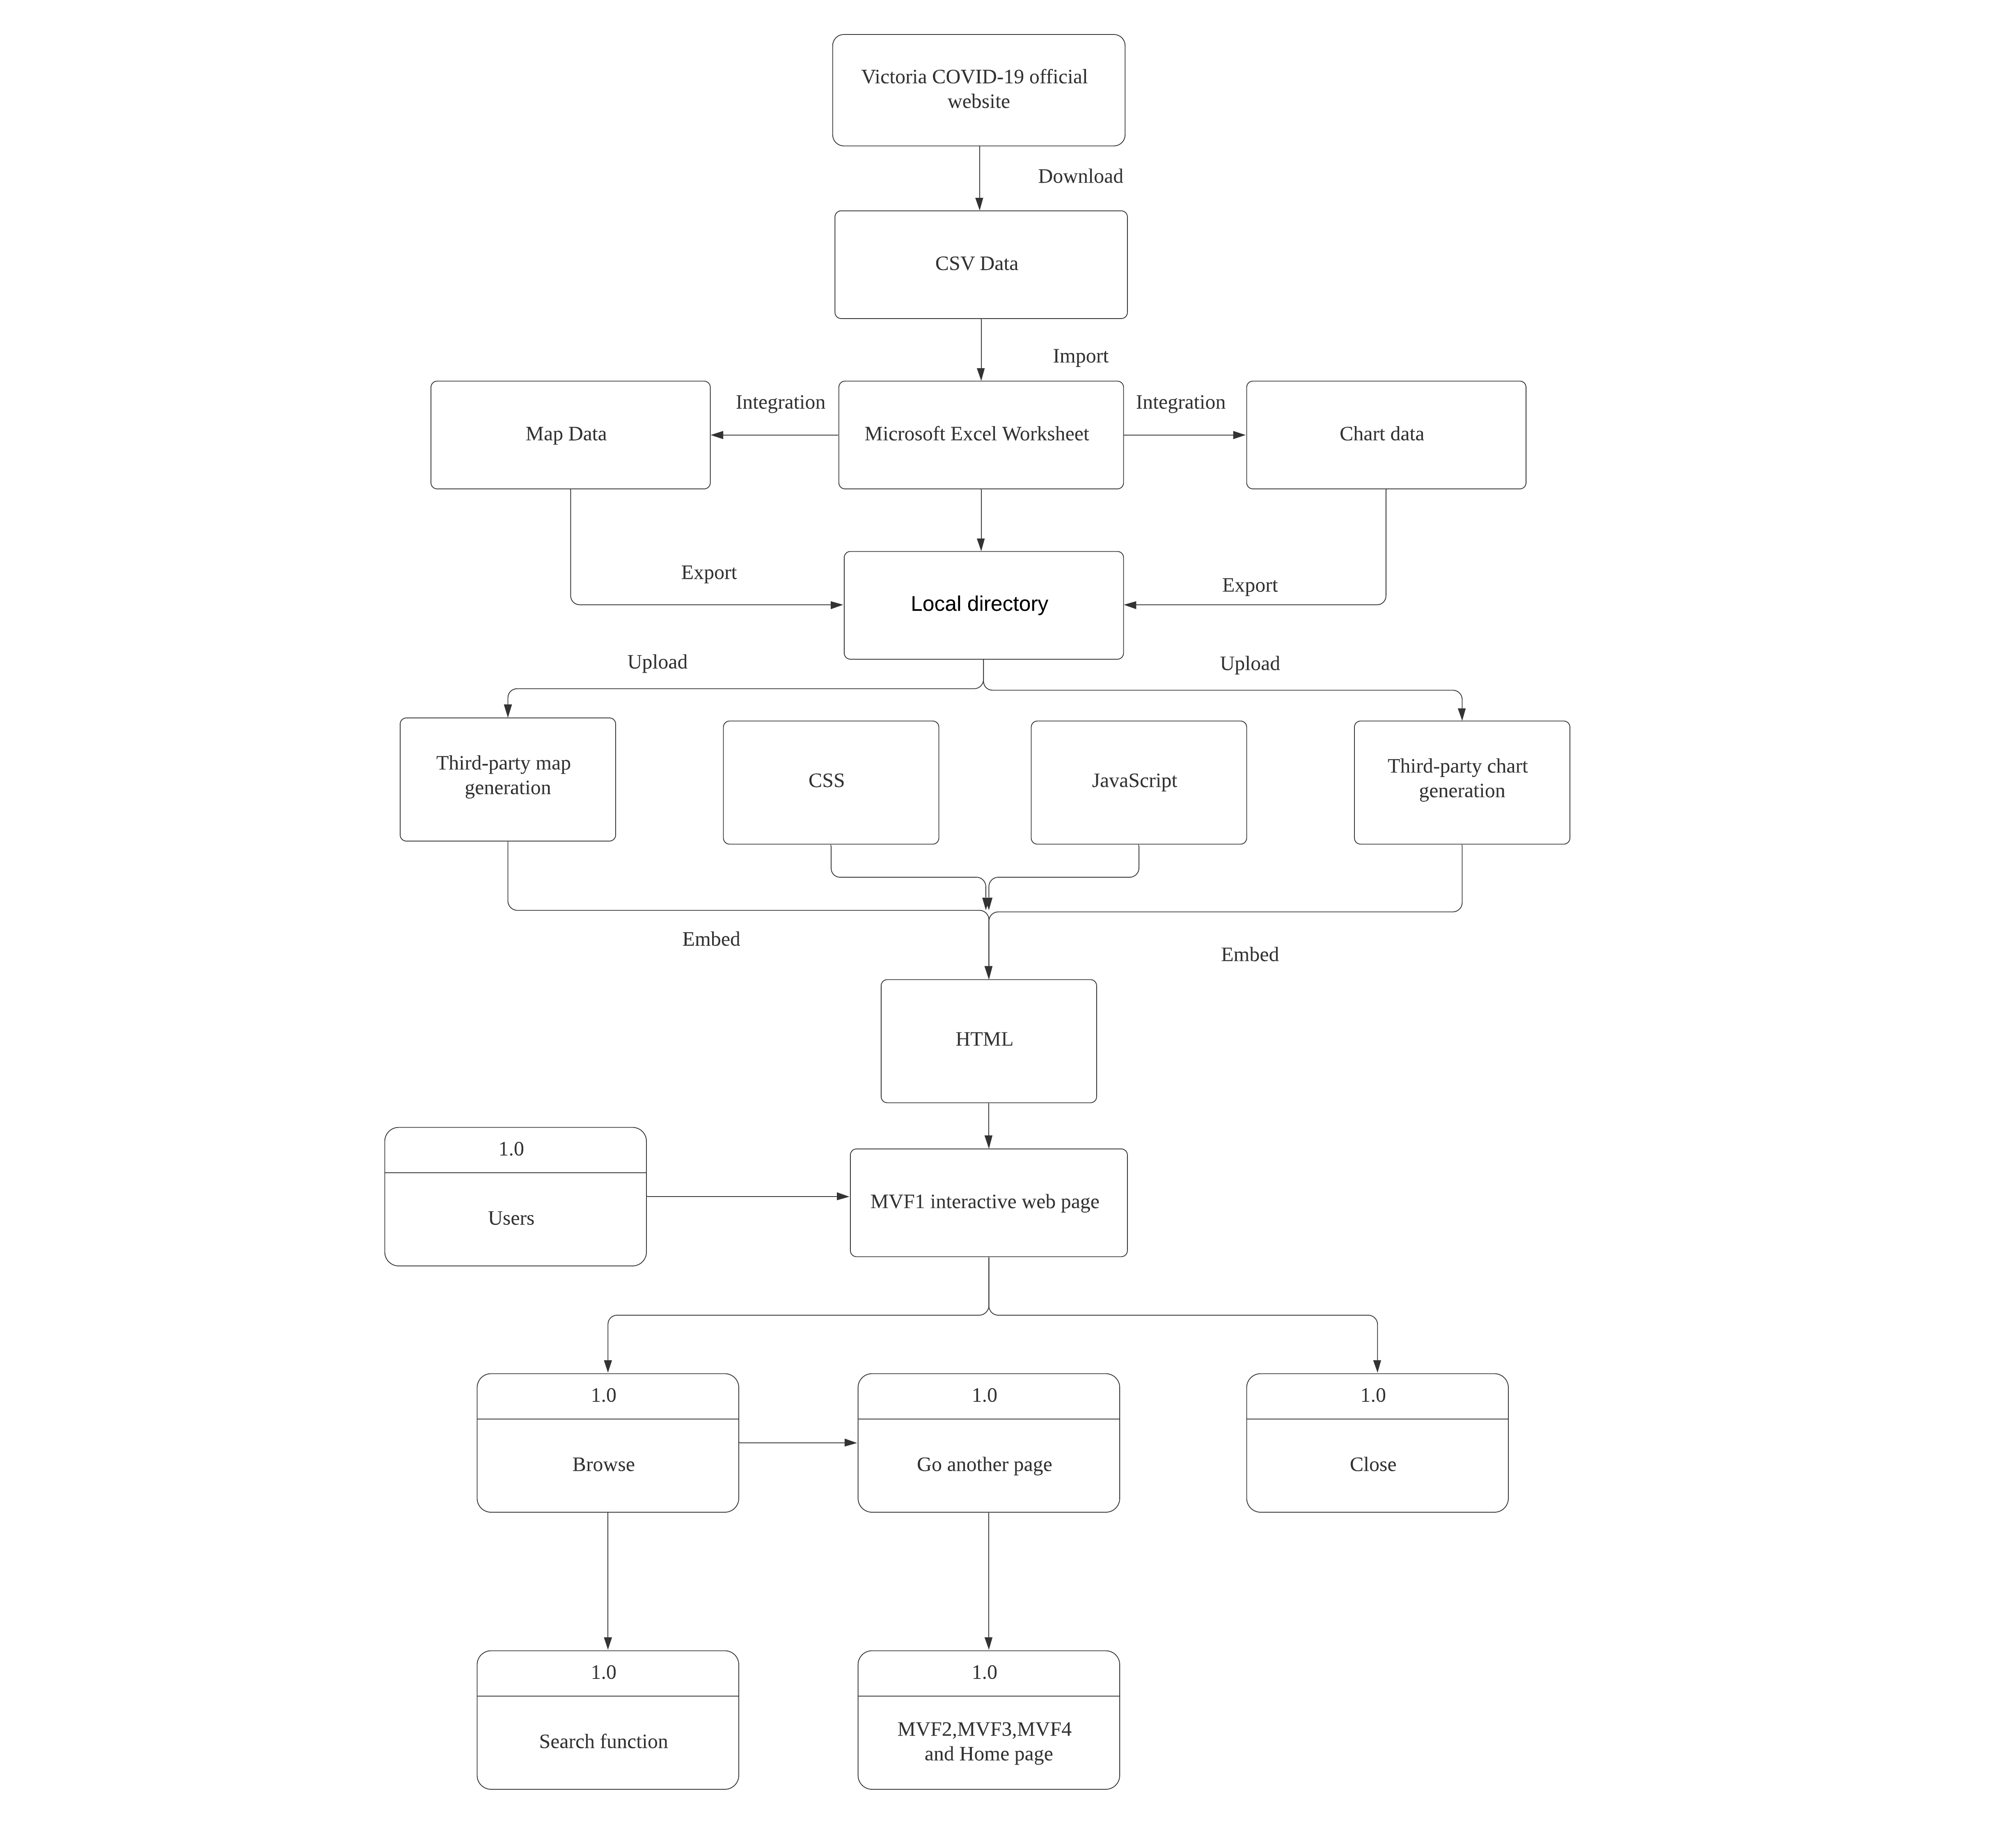 Victoria COVID-19 official
website
Download
CSV Data
Import
Integration
Integration
Map Data
Microsoft Excel Worksheet
Chart data
Export
Export
Local directory
Upload
Upload
Third-party map
generation
CSS
JavaScript
Third-party chart
generation
Embed
Embed
HTML
1.0
Users
MVF1 interactive web page
1.0
Browse
1.0
Go another page
1.0
Close
1.0
Search function
1.0
MVF2,MVF3,MVF4
and Home page